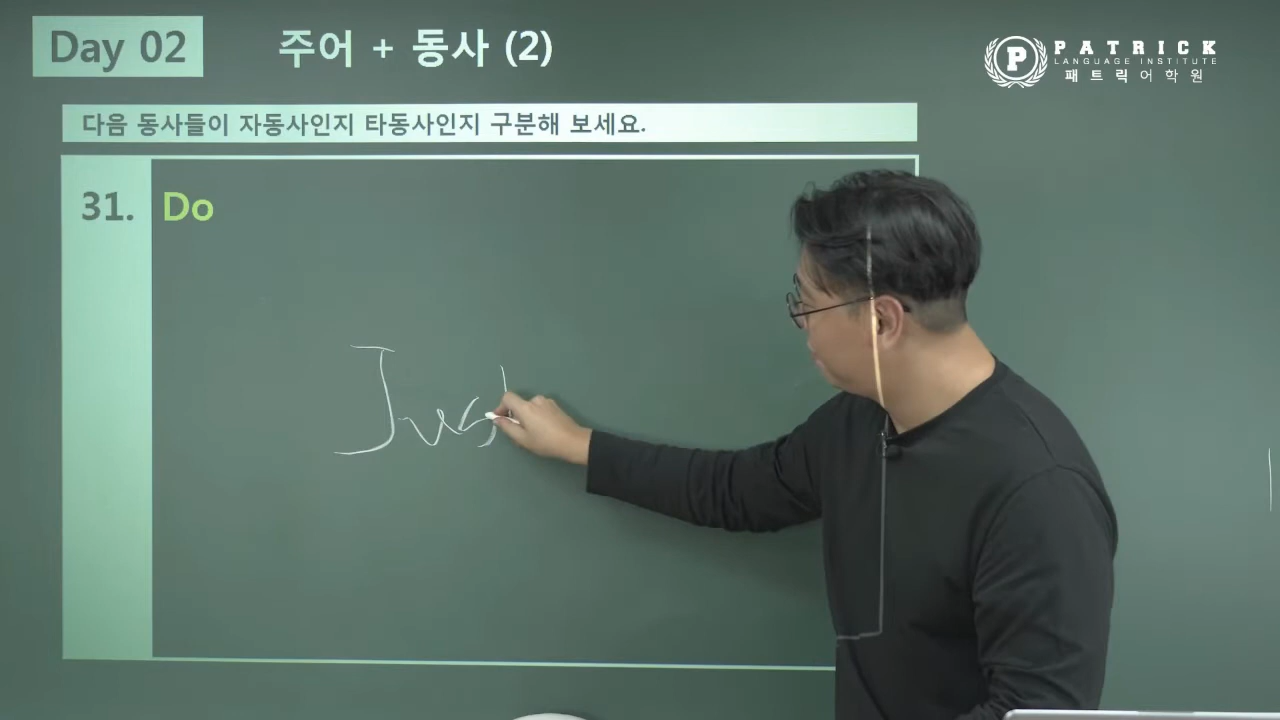 Day 02
주어 + 동사 (2)
P
PATRICK
LANGUAGE INSTITUTE
패트릭어학원
다음 동사들이 자동사인지 타동사인지 구분해 보세요.
31.
Do
Just